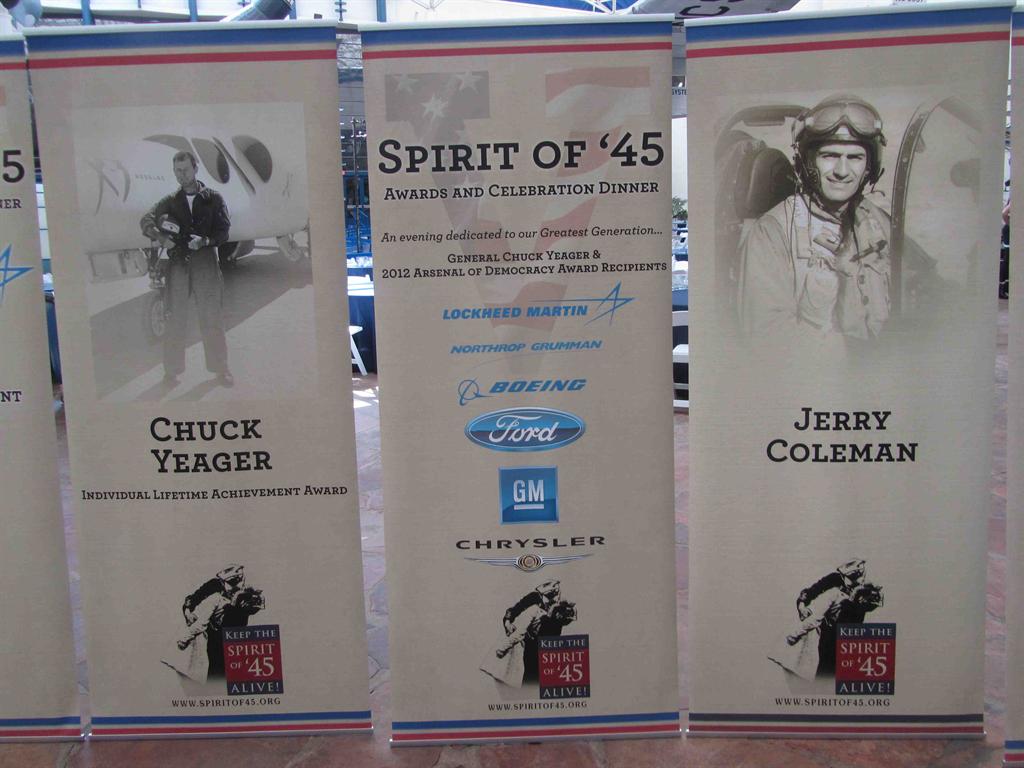 5
NER
NT
CHUCK
YEAGER
INDIVIDUAL LIFETIME ACHIEVEMENT AWARD
KEEP THE
SPIRIT
OF '45
ALIVE!
WWW.SPIRITOF45.ORG
SPIRIT OF '45
AWARDS AND CELEBRATION DINNER
An evening dedicated to our Greatest Generation...
GENERAL CHUCK YEAGER &
2012 ARSENAL OF DEMOCRACY AWARD RECIPIENTS
LOCKHEED MARTIN
NORTHROP GRUMMAN
BOEING
Ford
GM
CHRYSLER
KEEP THE
SPIRIT
OF '45
ALIVE!
WWW.SPIRITOF45.ORG
JERRY
COLEMAN
KEEP THE
SPIRIT
OF '45
ALIVE!
WWW.SPIRITOF45.ORG